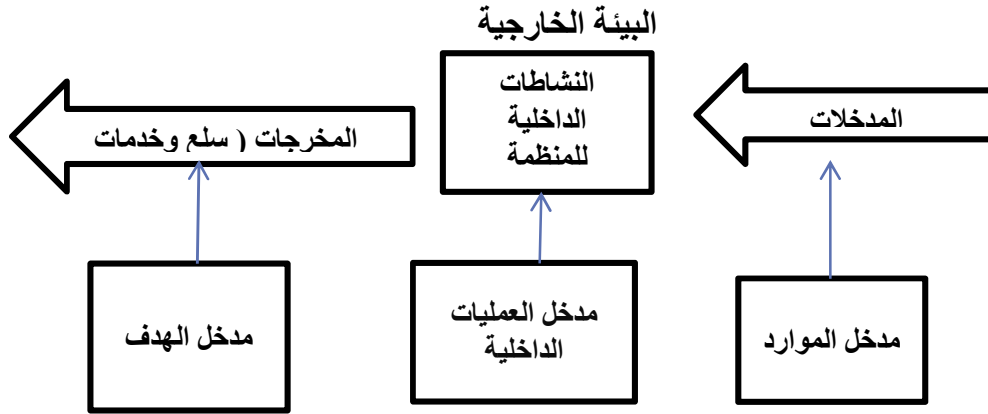 البيئة الخارجية
المدخلات
النشاطات
الداخلية
للمنظمة
المخرجات ( سلع وخدمات
مدخل الموارد
مدخل العمليات
الداخلية
مدخل الهدف